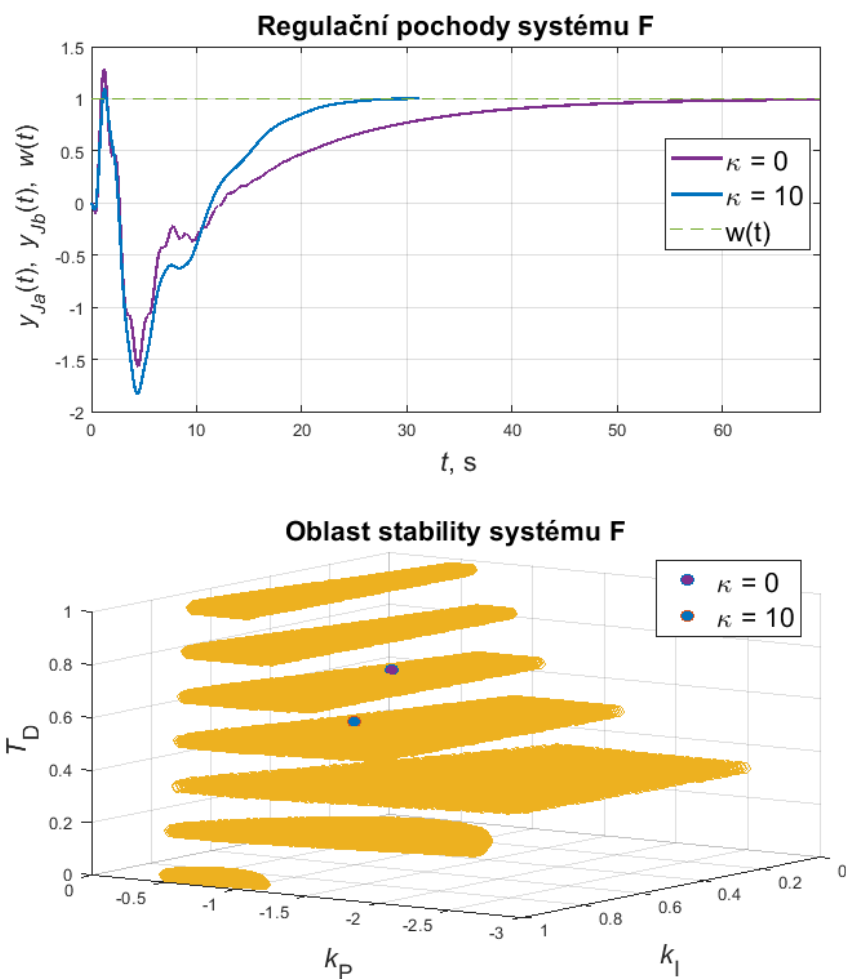 Regulační pochody systému F
1.5
1
0.5
0
-0.5
-1
-1.5
-2
y_Ja(t), y_Jb(t), w(t)
κ = 0
κ = 10
w(t)
0 10 20 30 40 50 60
t, s
Oblast stability systému F
κ = 0
κ = 10
1
0.8
0.6
0.4
0.2
0
T_D
0 -0.5 -1 -1.5 -2 -2.5 -3
k_P
1 0.8 0.6 0.4 0.2 0
k_I